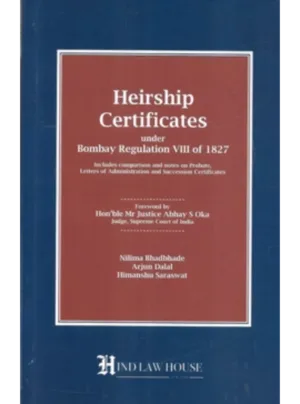 Heirship
Certificates
under
Bombay Regulation VIII of 1827
Includes comparison and notes on Probate,
Letters of Administration and Succession Certificates
Foreword by
Hon'ble Mr Justice Abhay S Oka
Judge, Supreme Court of India
Nilima Bhadbhade
Arjun Dalal
Himanshu Saraswat
HIND LAW HOUSE